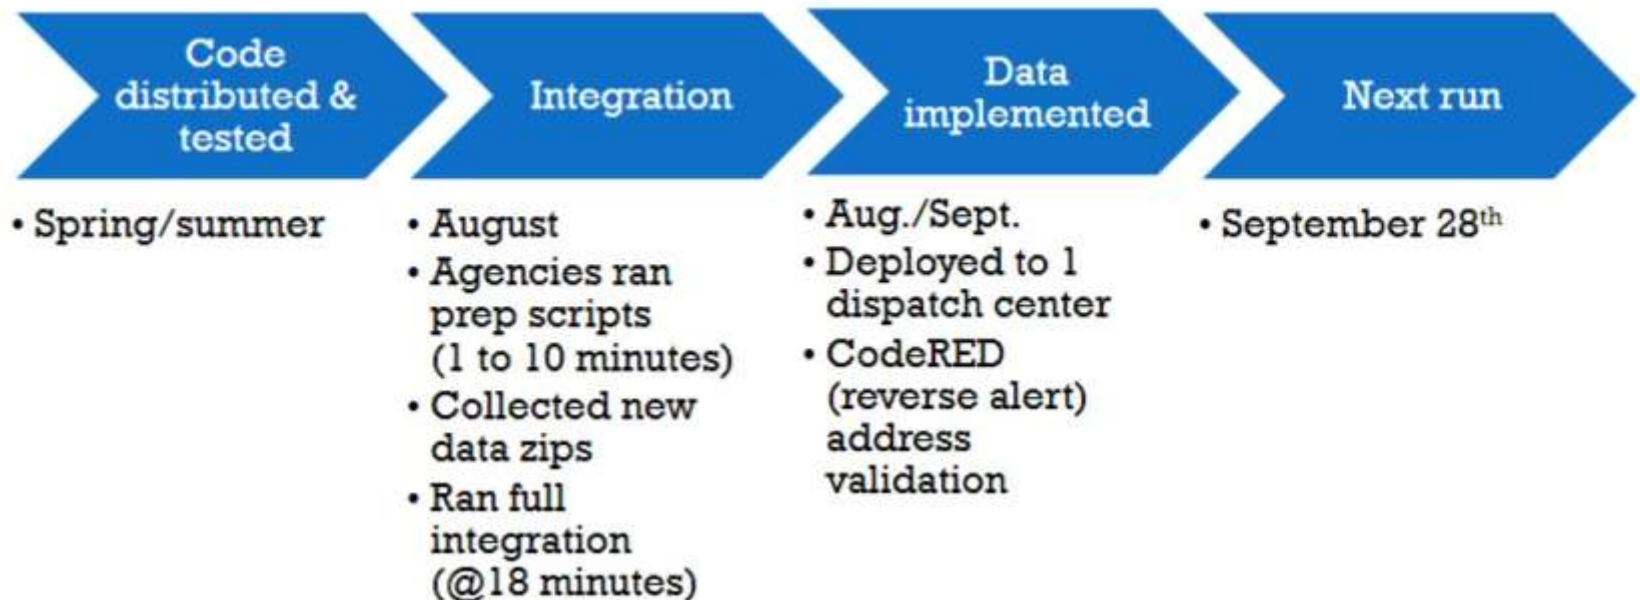 Code
distributed &
tested
• Spring/summer
Integration
• August
• Agencies ran
prep scripts
(1 to 10 minutes)
• Collected new
data zips
• Ran full
integration
(@18 minutes)
Data
implemented
• Aug./Sept.
• Deployed to 1
dispatch center
• CodeRED
(reverse alert)
address
validation
Next run
• September 28th